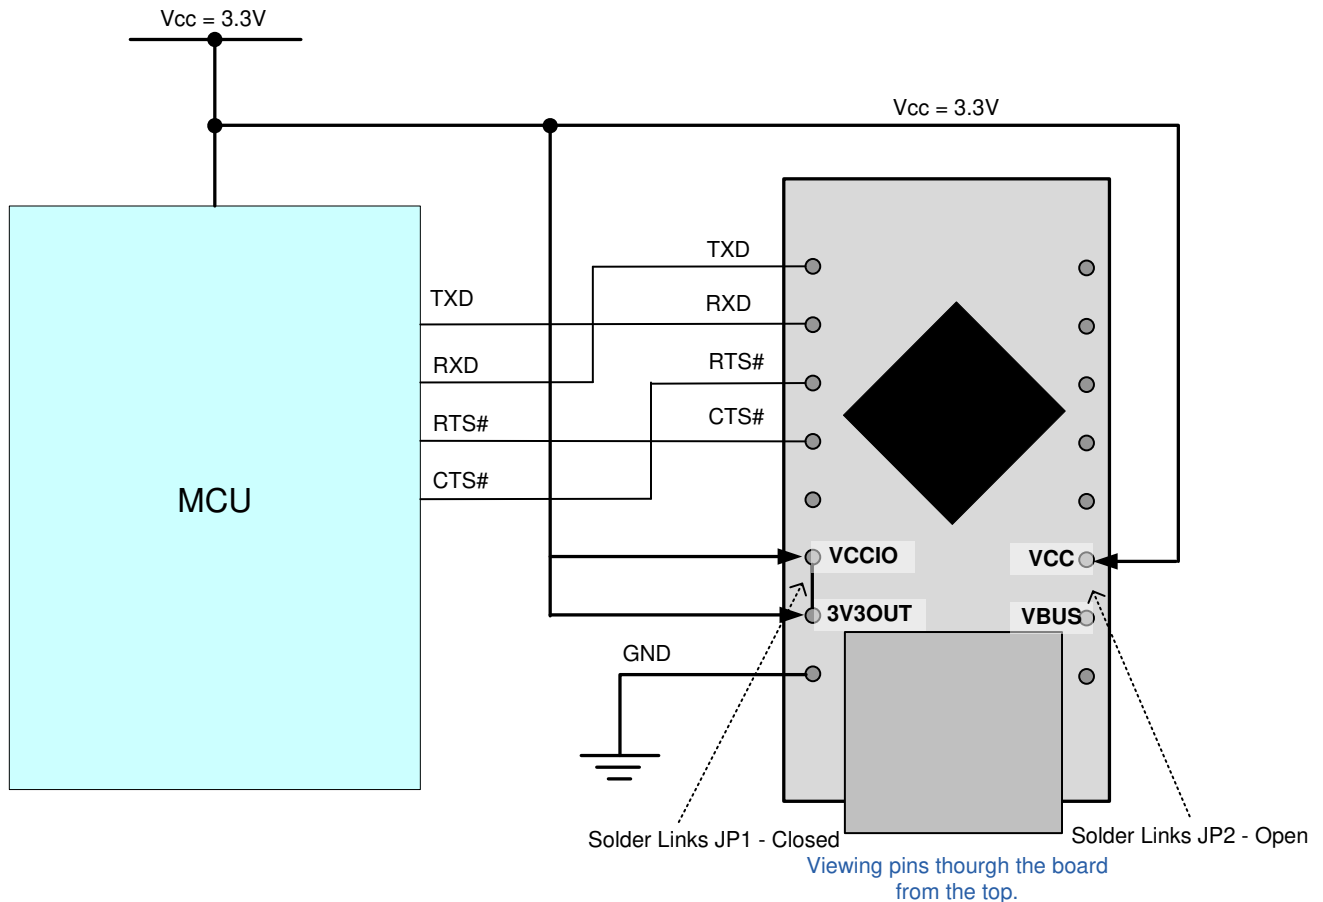 Vcc = 3.3V
Vcc = 3.3V
TXD
TXD
RXD
RXD
RTS#
RTS#
CTS#
CTS#
MCU
VCCIO
VCC
3V3OUT
VBUS
GND
Solder Links JP1 - Closed
Solder Links JP2 - Open
Viewing pins thourgh the board
from the top.